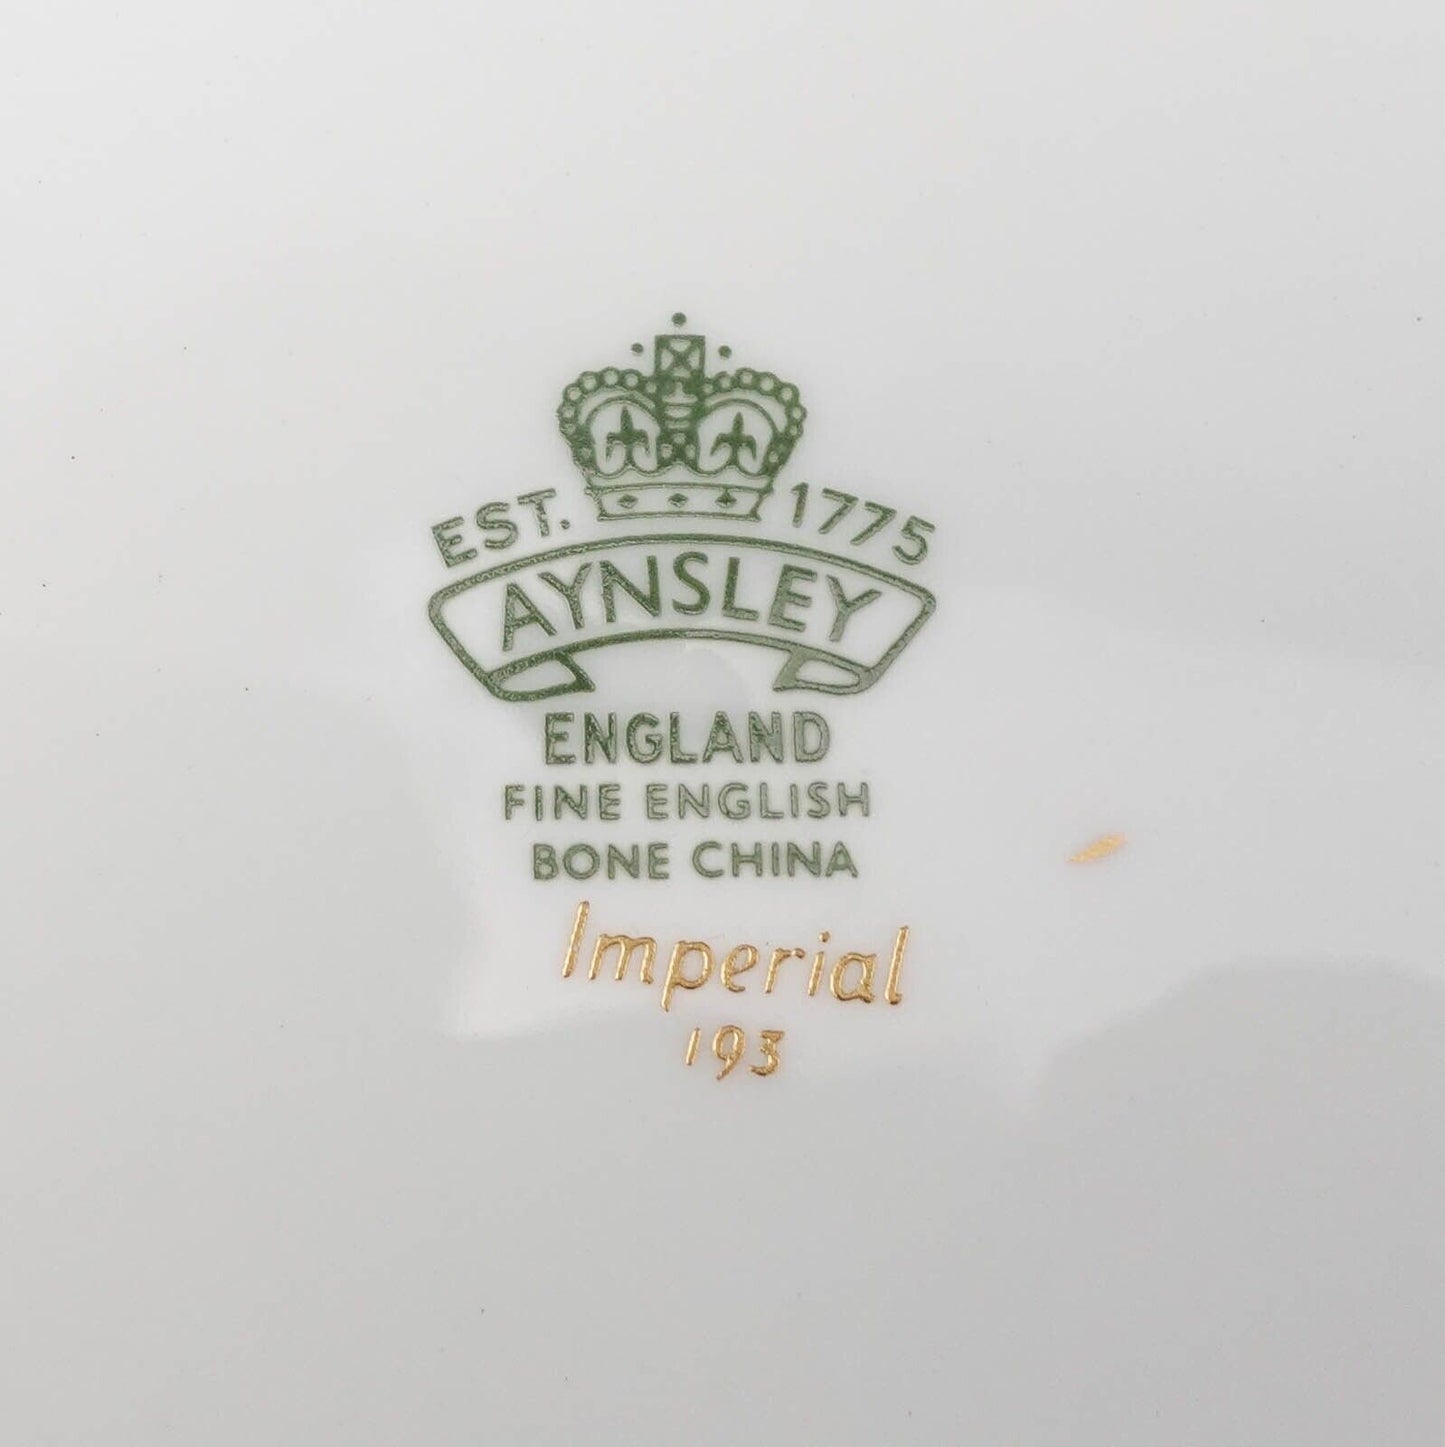 EST. 1775
AYNSLEY
ENGLAND
FINE ENGLISH
BONE CHINA
Imperial
193